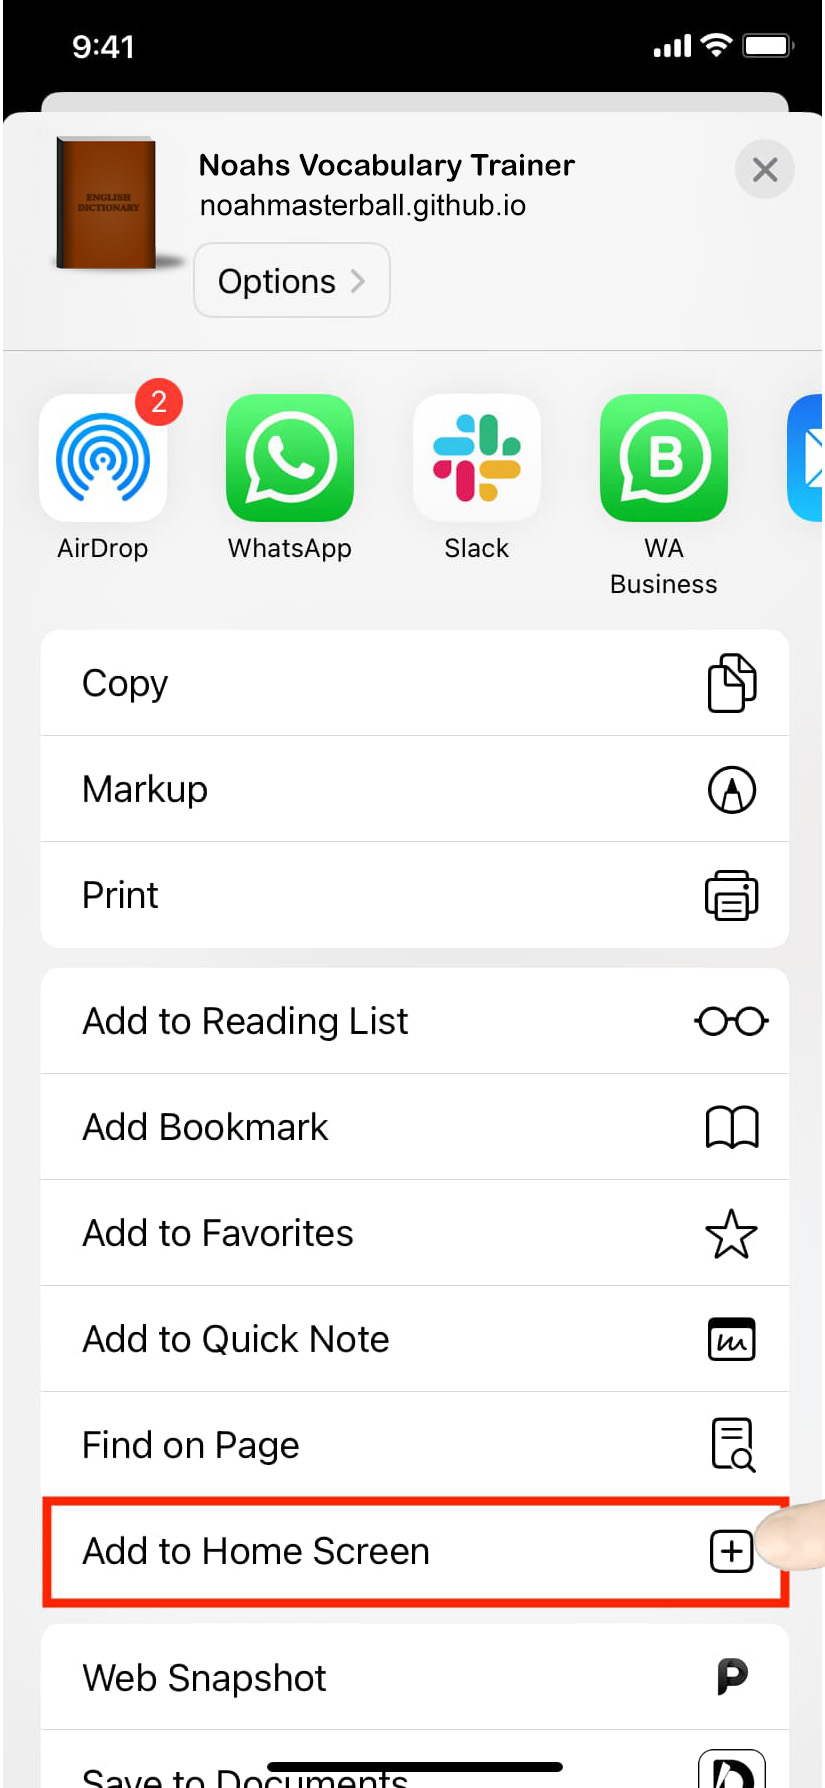 9:41
Noahs Vocabulary Trainer
noahmasterball.github.io
ENGLISH
DICTIONARY
Options
2
AirDrop
WhatsApp
Slack
WA
Business
Copy
Markup
Print
Add to Reading List
Add Bookmark
Add to Favorites
Add to Quick Note
Find on Page
Add to Home Screen
Web Snapshot
Save to Documents